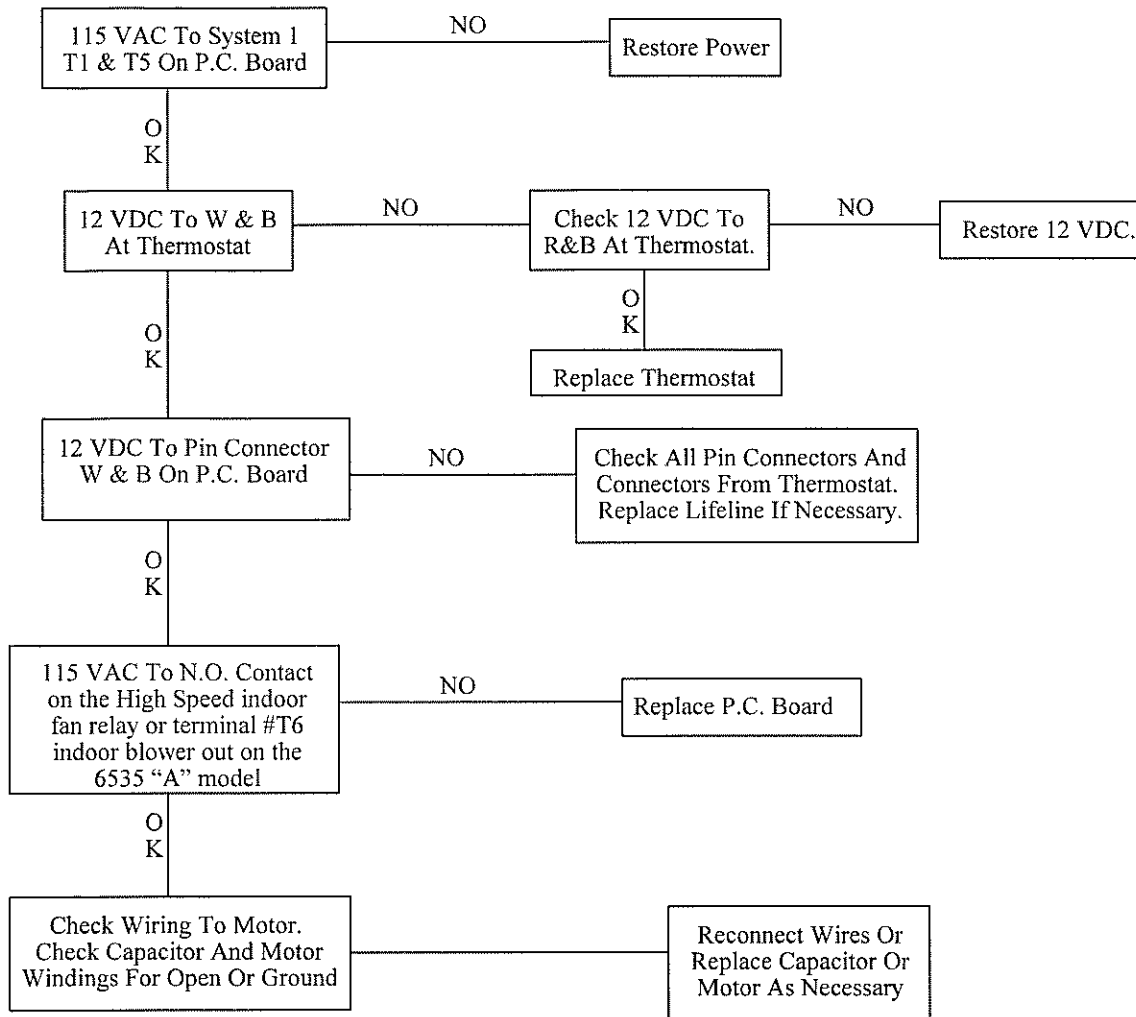 115 VAC To System 1
T1 & T5 On P.C. Board
NO
Restore Power
O
K
12 VDC To W & B
At Thermostat
NO
Check 12 VDC To
R&B At Thermostat.
NO
Restore 12 VDC.
O
K
O
K
Replace Thermostat
12 VDC To Pin Connector
W & B On P.C. Board
NO
Check All Pin Connectors And
Connectors From Thermostat.
Replace Lifeline If Necessary.
O
K
115 VAC To N.O. Contact
on the High Speed indoor
fan relay or terminal #T6
indoor blower out on the
6535 “A” model
NO
Replace P.C. Board
O
K
Check Wiring To Motor.
Check Capacitor And Motor
Windings For Open Or Ground
Reconnect Wires Or
Replace Capacitor Or
Motor As Necessary